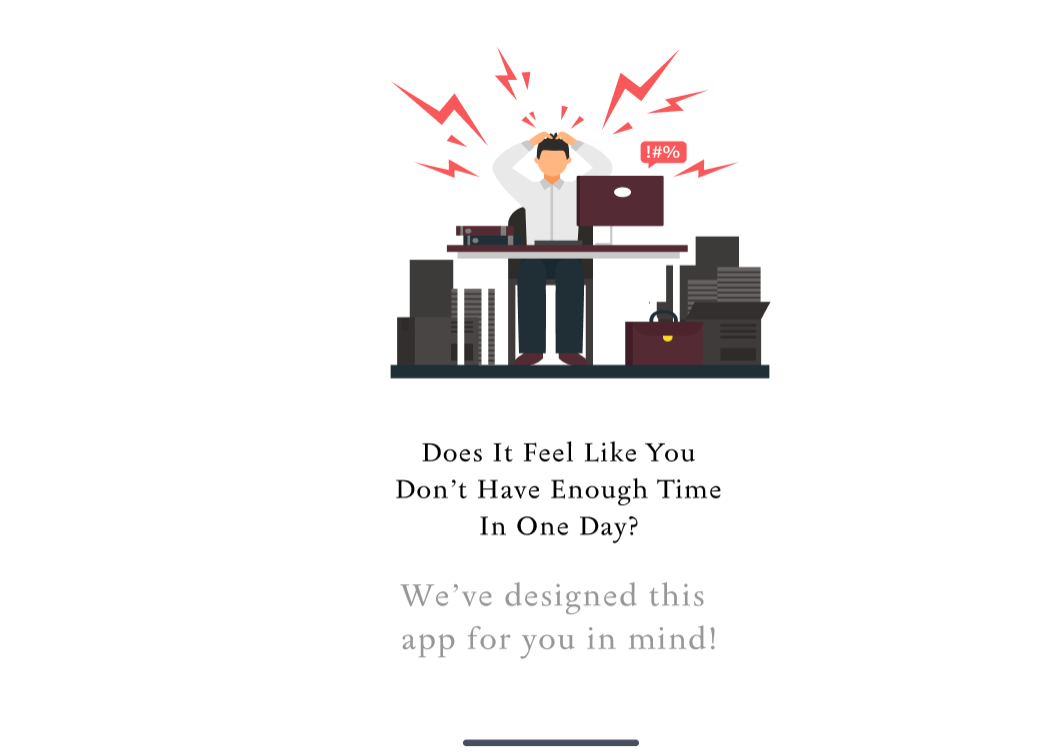 !#%
Does It Feel Like You
Don’t Have Enough Time
In One Day?
We’ve designed this
app for you in mind!